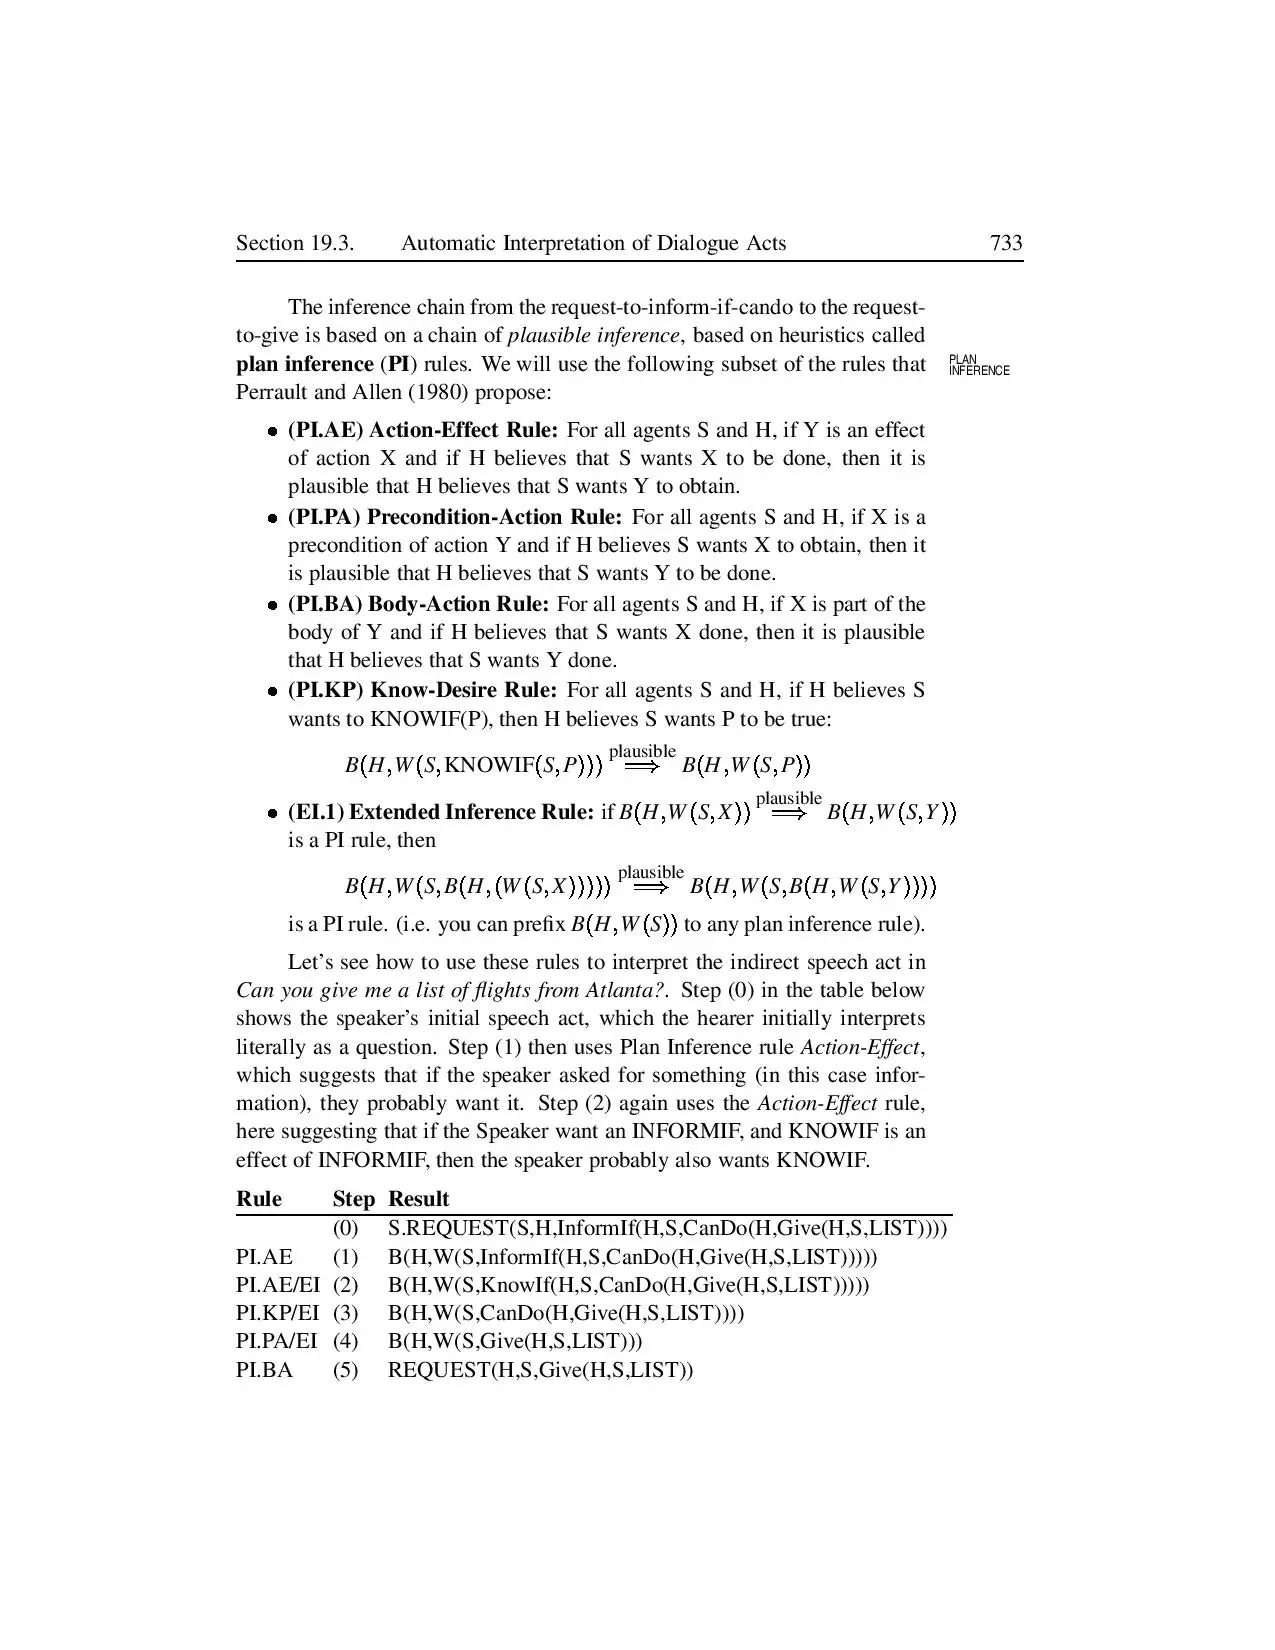 Section 19.3. Automatic Interpretation of Dialogue Acts 733
The inference chain from the request-to-inform-if-cando to the request-
to-give is based on a chain of plausible inference, based on heuristics called
plan inference (PI) rules. We will use the following subset of the rules that
PLAN
INFERENCE
Perrault and Allen (1980) propose:
• (PI.AE) Action-Effect Rule: For all agents S and H, if Y is an effect
of action X and if H believes that S wants X to be done, then it is
plausible that H believes that S wants Y to obtain.
• (PI.PA) Precondition-Action Rule: For all agents S and H, if X is a
precondition of action Y and if H believes S wants X to obtain, then it
is plausible that H believes that S wants Y to be done.
• (PI.BA) Body-Action Rule: For all agents S and H, if X is part of the
body of Y and if H believes that S wants X done, then it is plausible
that H believes that S wants Y done.
• (PI.KP) Know-Desire Rule: For all agents S and H, if H believes S
wants to KNOWIF(P), then H believes S wants P to be true:
B(H,W(S,KNOWIF(S,P))) plausible ⟹ B(H,W(S,P))
• (EI.1) Extended Inference Rule: if B(H,W(S,X)) plausible ⟹ B(H,W(S,Y))
is a PI rule, then
B(H,W(S,B(H,(W(S,X))))) plausible ⟹ B(H,W(S,B(H,W(S,Y))))
is a PI rule. (i.e. you can prefix B(H,W(S)) to any plan inference rule).
Let's see how to use these rules to interpret the indirect speech act in
Can you give me a list of flights from Atlanta?. Step (0) in the table below
shows the speaker's initial speech act, which the hearer initially interprets
literally as a question. Step (1) then uses Plan Inference rule Action-Effect,
which suggests that if the speaker asked for something (in this case infor-
mation), they probably want it. Step (2) again uses the Action-Effect rule,
here suggesting that if the Speaker want an INFORMIF, and KNOWIF is an
effect of INFORMIF, then the speaker probably also wants KNOWIF.
Rule Step Result
(0) S.REQUEST(S,H,InformIf(H,S,CanDo(H,Give(H,S,LIST))))
PI.AE (1) B(H,W(S,InformIf(H,S,CanDo(H,Give(H,S,LIST)))))
PI.AE/EI (2) B(H,W(S,KnowIf(H,S,CanDo(H,Give(H,S,LIST)))))
PI.KP/EI (3) B(H,W(S,CanDo(H,Give(H,S,LIST))))
PI.PA/EI (4) B(H,W(S,Give(H,S,LIST)))
PI.BA (5) REQUEST(H,S,Give(H,S,LIST))